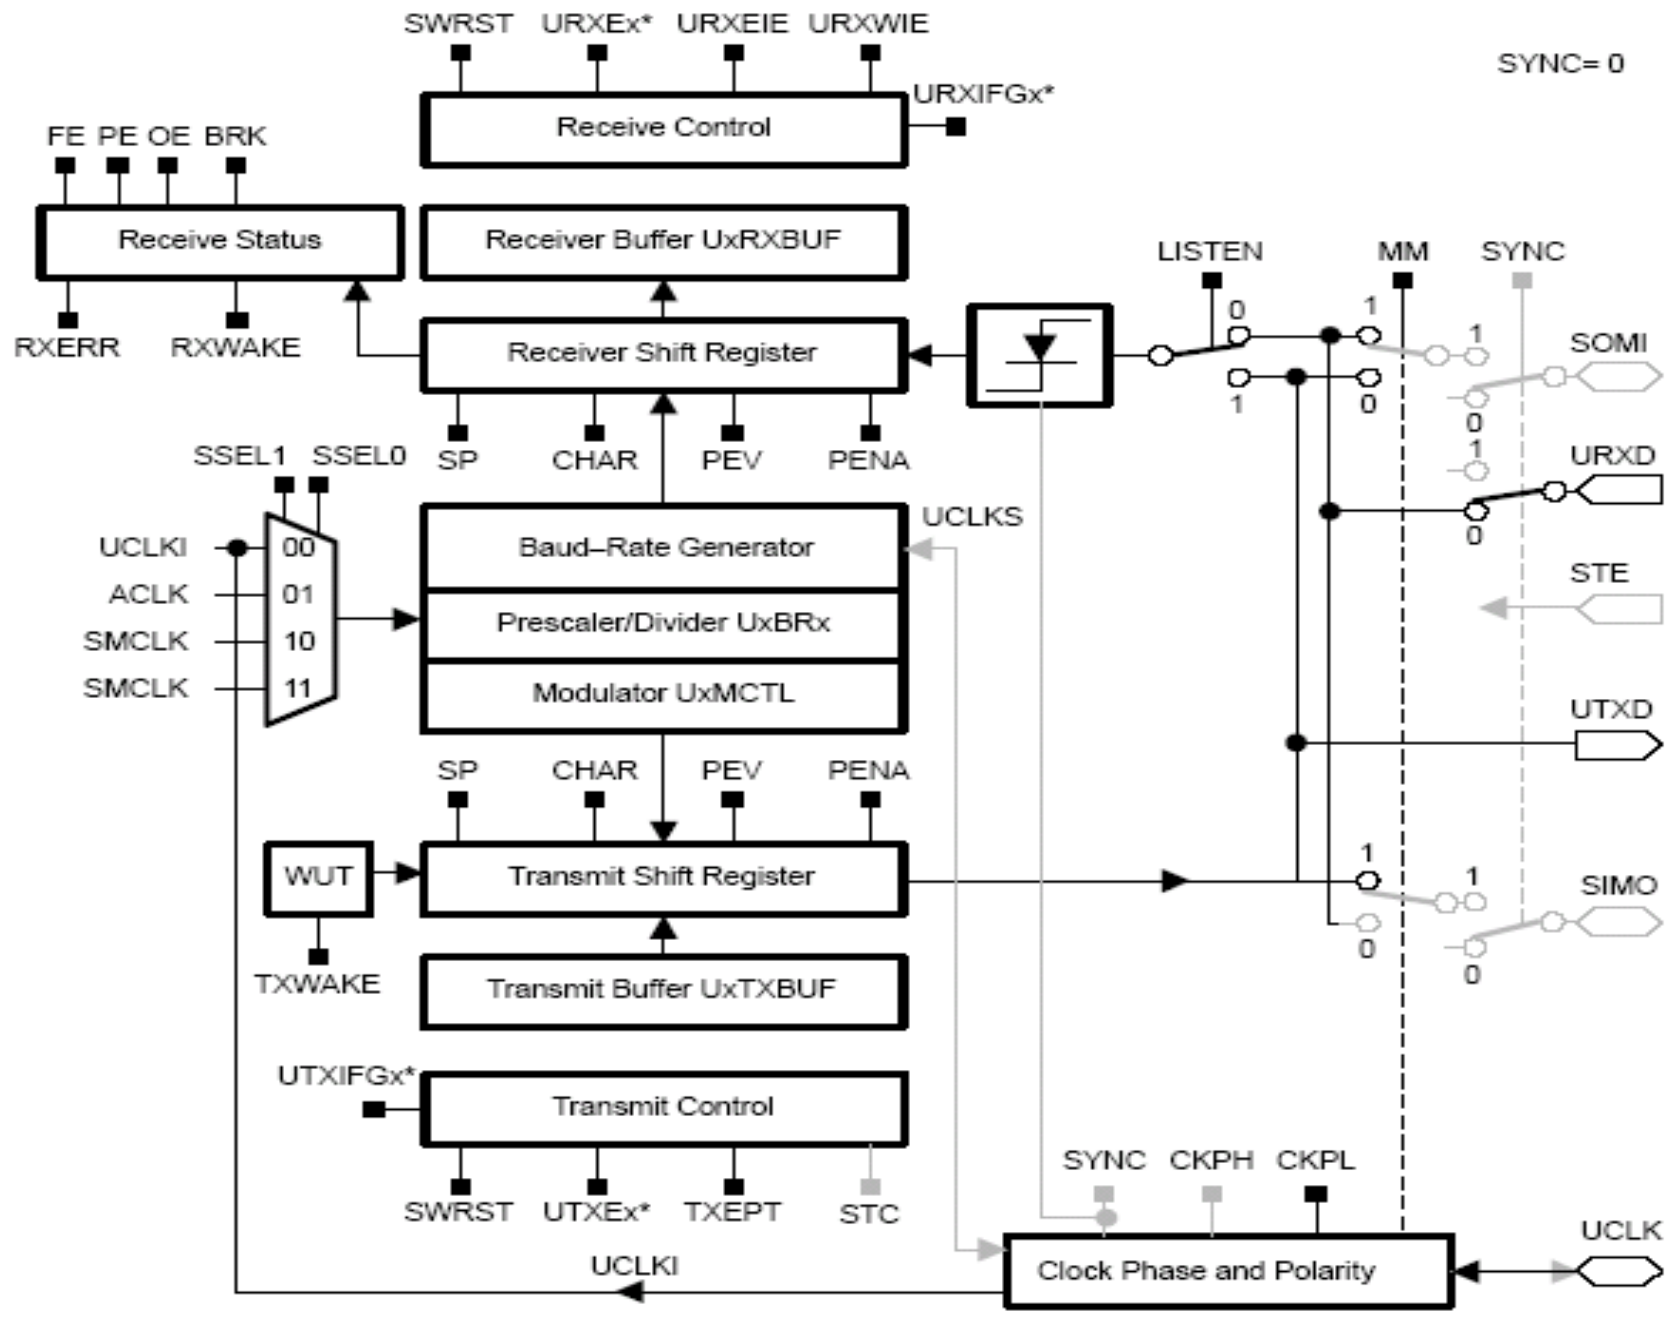 SWRST URXEx* URXEIE URXWIE
SYNC= 0
URXIFGx*
Receive Control
FE PE OE BRK
Receive Status
Receiver Buffer UxRXBUF
LISTEN MM SYNC
RXERR RXWAKE
0 1 1
SOMI
Receiver Shift Register
1 0 0
SP CHAR PEV PENA
SSEL1 SSEL0
1
URXD
UCLKS
0
UCLKI 00
Baud–Rate Generator
STE
ACLK 01
Prescaler/Divider UxBRx
SMCLK 10
SMCLK 11
Modulator UxMCTL
UTXD
SP CHAR PEV PENA
1 1
WUT
Transmit Shift Register
SIMO
0 0
TXWAKE
Transmit Buffer UxTXBUF
UTXIFGx*
Transmit Control
SYNC CKPH CKPL
SWRST UTXEx* TXEPT STC
UCLK
UCLKI
Clock Phase and Polarity